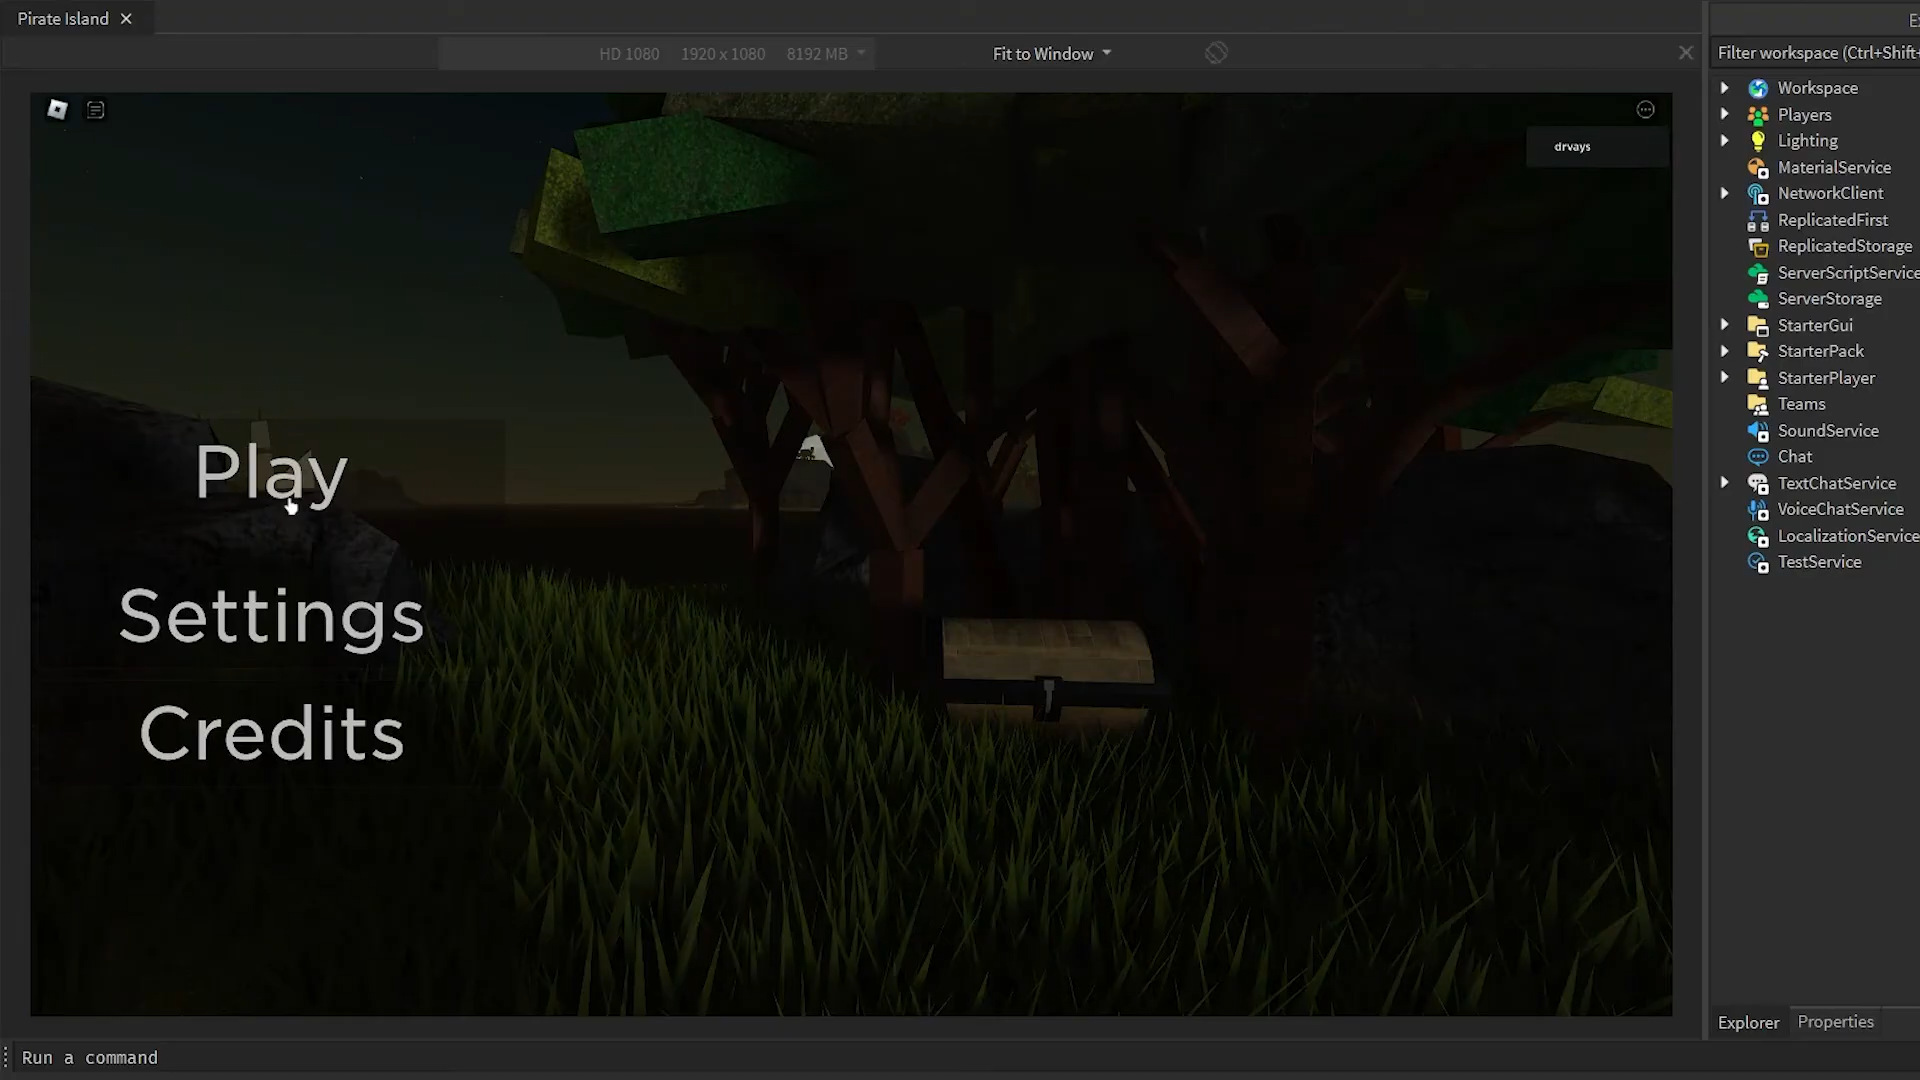 Pirate Island
HD 1080 1920 x 1080 8192 MB
Fit to Window
Filter workspace (Ctrl+Shift+
drvays
Play
Settings
Credits
Workspace
Players
Lighting
MaterialService
NetworkClient
ReplicatedFirst
ReplicatedStorage
ServerScriptService
ServerStorage
StarterGui
StarterPack
StarterPlayer
Teams
SoundService
Chat
TextChatService
VoiceChatService
LocalizationService
TestService
Explorer Properties
Run a command